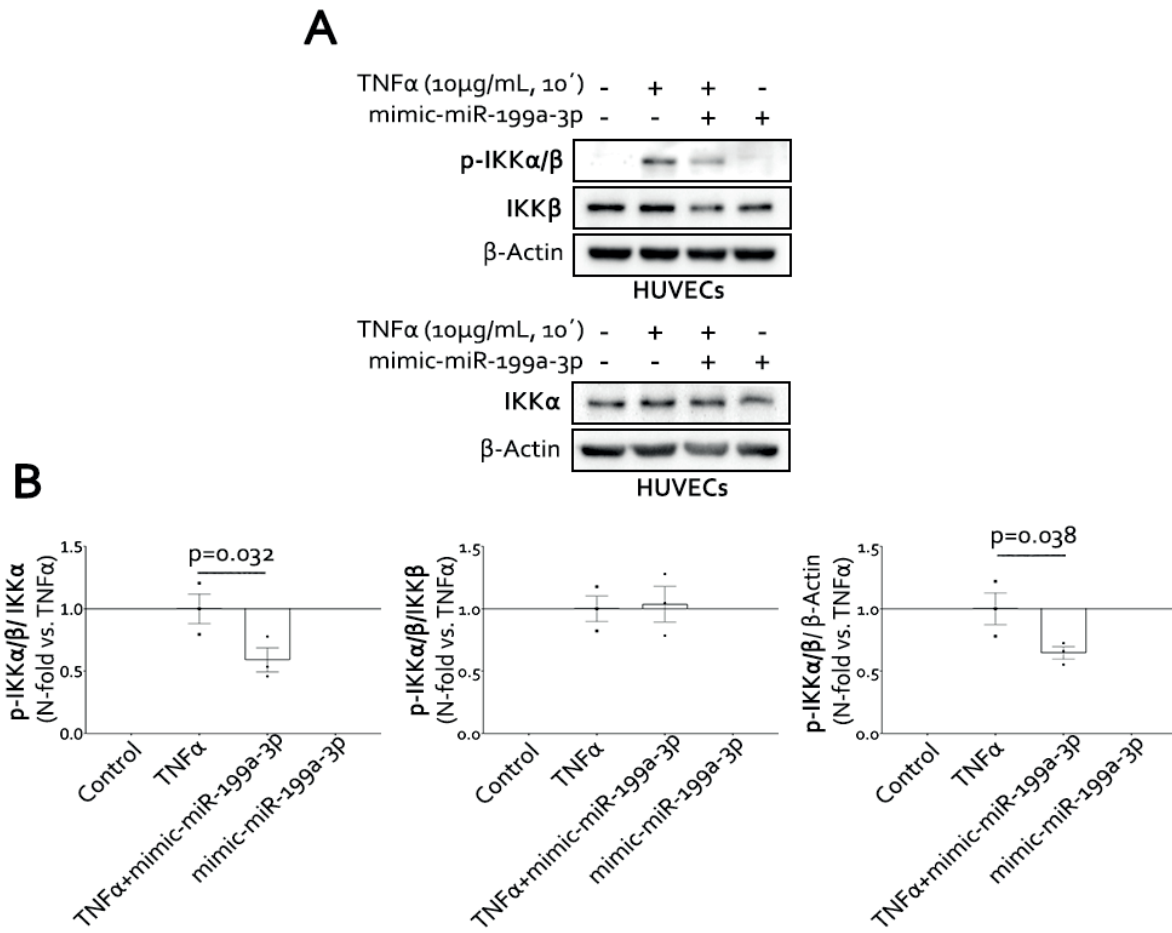 A
TNFα (10µg/mL, 10´) - + + -
mimic-miR-199a-3p - - + +
p-IKKα/β
IKKβ
β-Actin
HUVECs
TNFα (10µg/mL, 10´) - + + -
mimic-miR-199a-3p - - + +
IKKα
β-Actin
HUVECs
B
p-IKKα/β/ IKKα
(N-fold vs. TNFα)
1.5
1.0
0.5
0.0
p=0.032
Control
TNFα
TNFα+mimic-miR-199a-3p
mimic-miR-199a-3p
p-IKKα/β/IKKβ
(N-fold vs. TNFα)
1.5
1.0
0.5
0.0
Control
TNFα
TNFα+mimic-miR-199a-3p
mimic-miR-199a-3p
p-IKKα/β/ β-Actin
(N-fold vs. TNFα)
1.5
1.0
0.5
0.0
p=0.038
Control
TNFα
TNFα+mimic-miR-199a-3p
mimic-miR-199a-3p